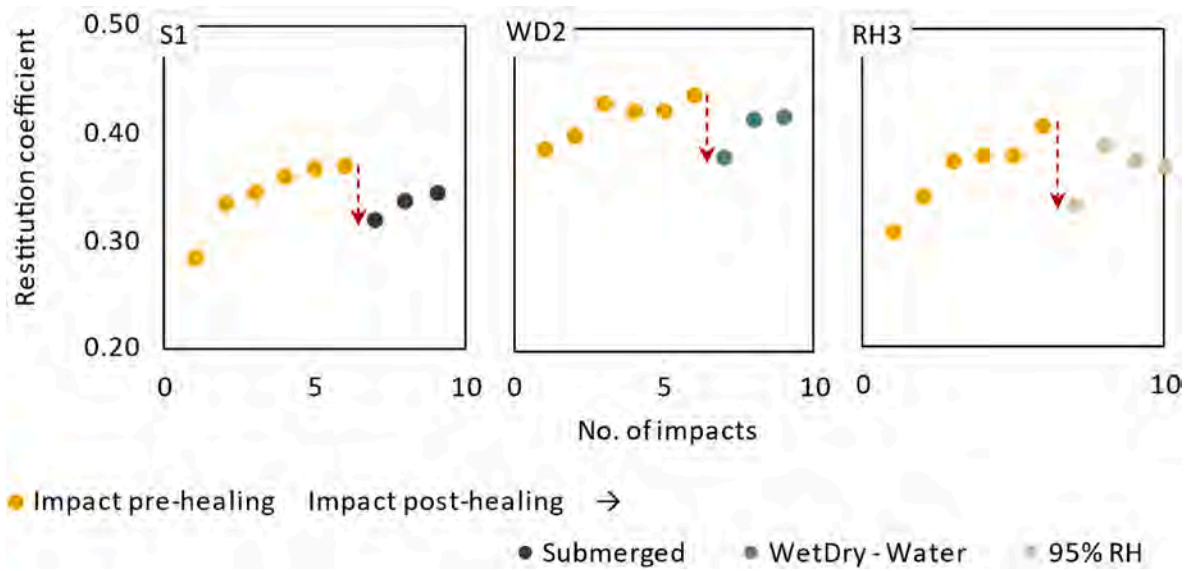 0.50
0.40
0.30
0.20
Restitution coefficient
S1
WD2
RH3
0 5 10
0 5 10
0 10
No. of impacts
Impact pre-healing Impact post-healing →
Submerged WetDry - Water 95% RH